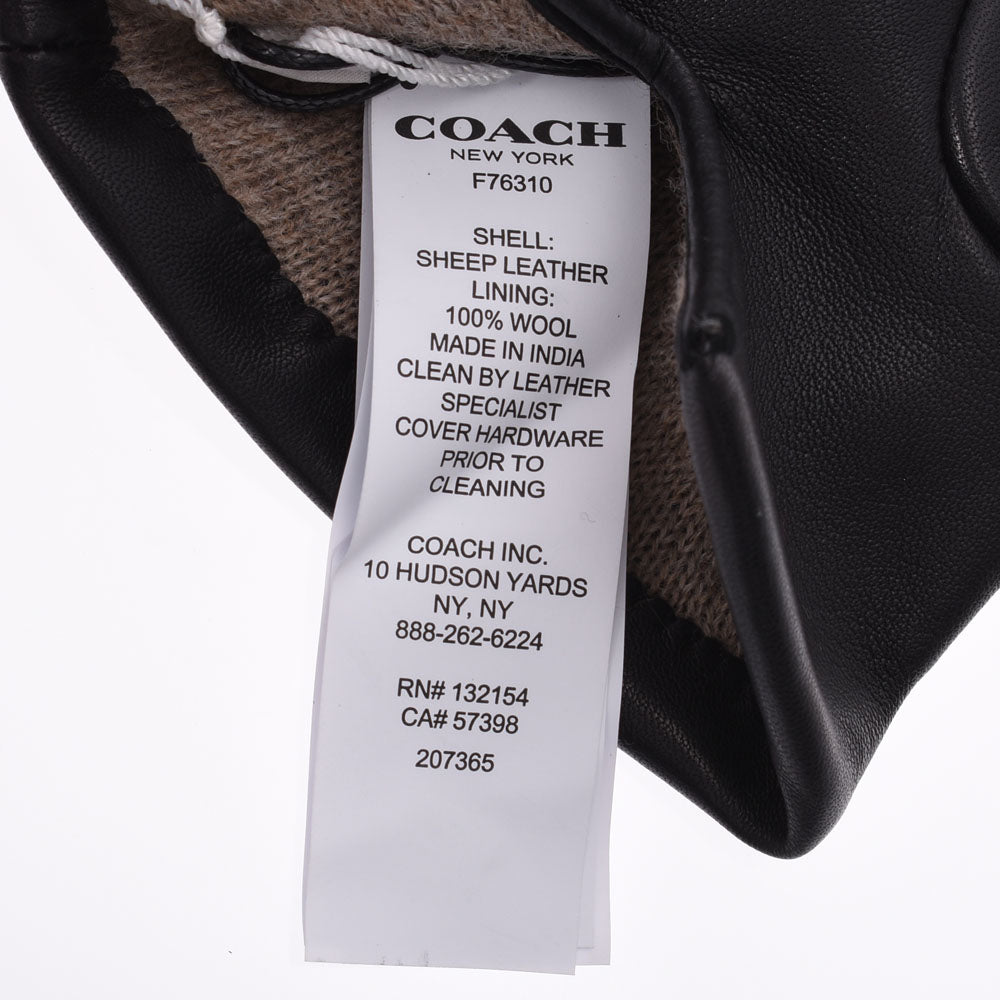 COACH
NEW YORK
F76310
SHELL:
SHEEP LEATHER
LINING:
100% WOOL
MADE IN INDIA
CLEAN BY LEATHER
SPECIALIST
COVER HARDWARE
PRIOR TO
CLEANING
COACH INC.
10 HUDSON YARDS
NY, NY
888-262-6224
RN# 132154
CA# 57398
207365